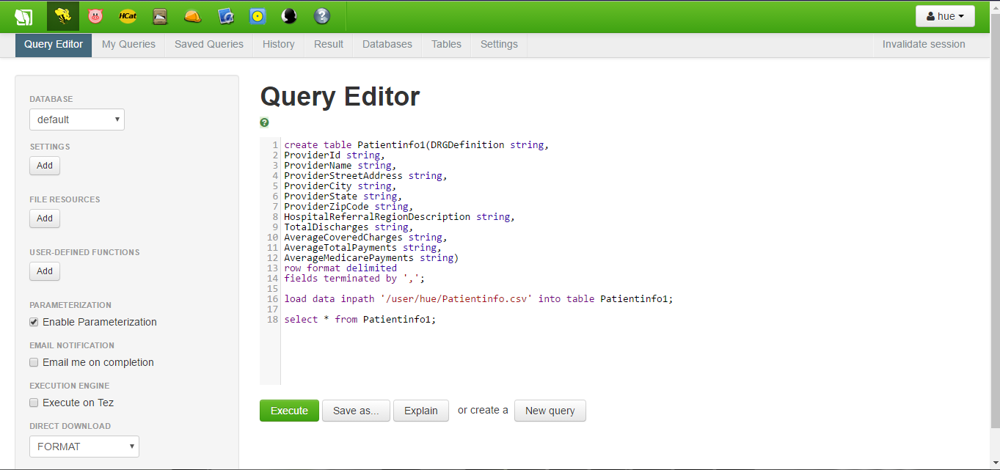 HCat
hue
Query Editor My Queries Saved Queries History Result Databases Tables Settings Invalidate session
DATABASE
default
SETTINGS
Add
FILE RESOURCES
Add
USER-DEFINED FUNCTIONS
Add
PARAMETERIZATION
Enable Parameterization
EMAIL NOTIFICATION
Email me on completion
EXECUTION ENGINE
Execute on Tez
DIRECT DOWNLOAD
FORMAT
Query Editor
?
1 create table Patientinfo1(DRGDefinition string,
2 ProviderId string,
3 ProviderName string,
4 ProviderStreetAddress string,
5 ProviderCity string,
6 ProviderState string,
7 ProviderZipCode string,
8 HospitalReferralRegionDescription string,
9 TotalDischarges string,
10 AverageCoveredCharges string,
11 AverageTotalPayments string,
12 AverageMedicarePayments string)
13 row format delimited
14 fields terminated by ',';
15
16 load data inpath '/user/hue/Patientinfo.csv' into table Patientinfo1;
17
18 select * from Patientinfo1;
Execute Save as... Explain or create a New query